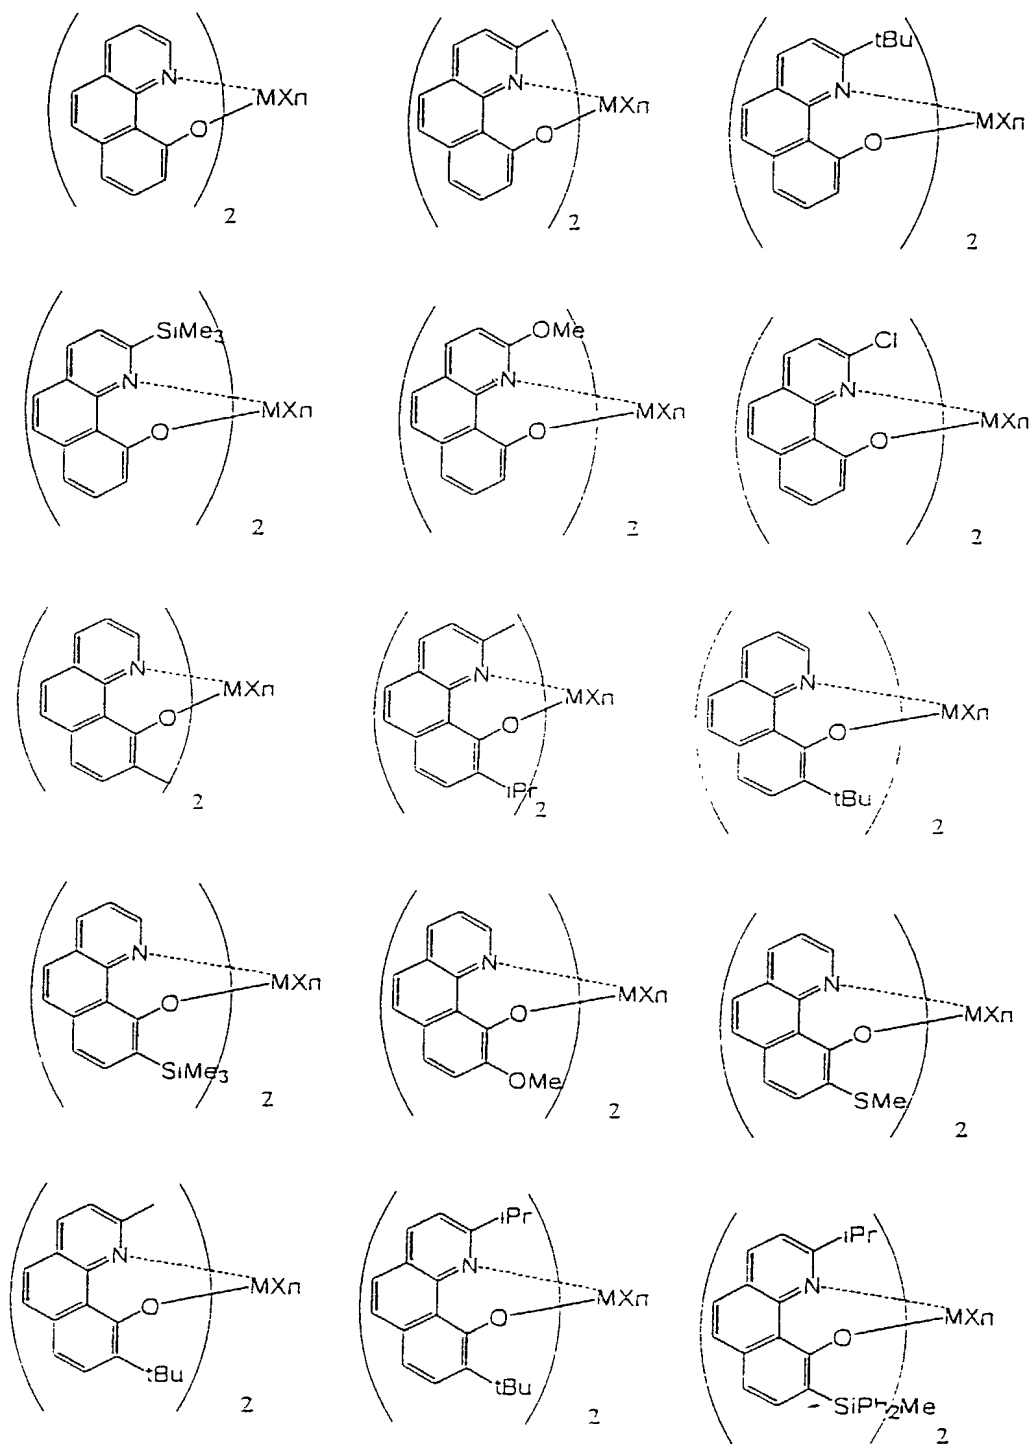 N O MXn 2
N O MXn 2
tBu N O MXn 2
SiMe3 N O MXn 2
OMe N O MXn 2
Cl N O MXn 2
N O MXn 2
N O MXn iPr 2
N O MXn tBu 2
N O MXn SiMe3 2
N O MXn OMe 2
N O MXn SMe 2
N O MXn tBu 2
iPr N O MXn tBu 2
iPr N O MXn SiPh2Me 2